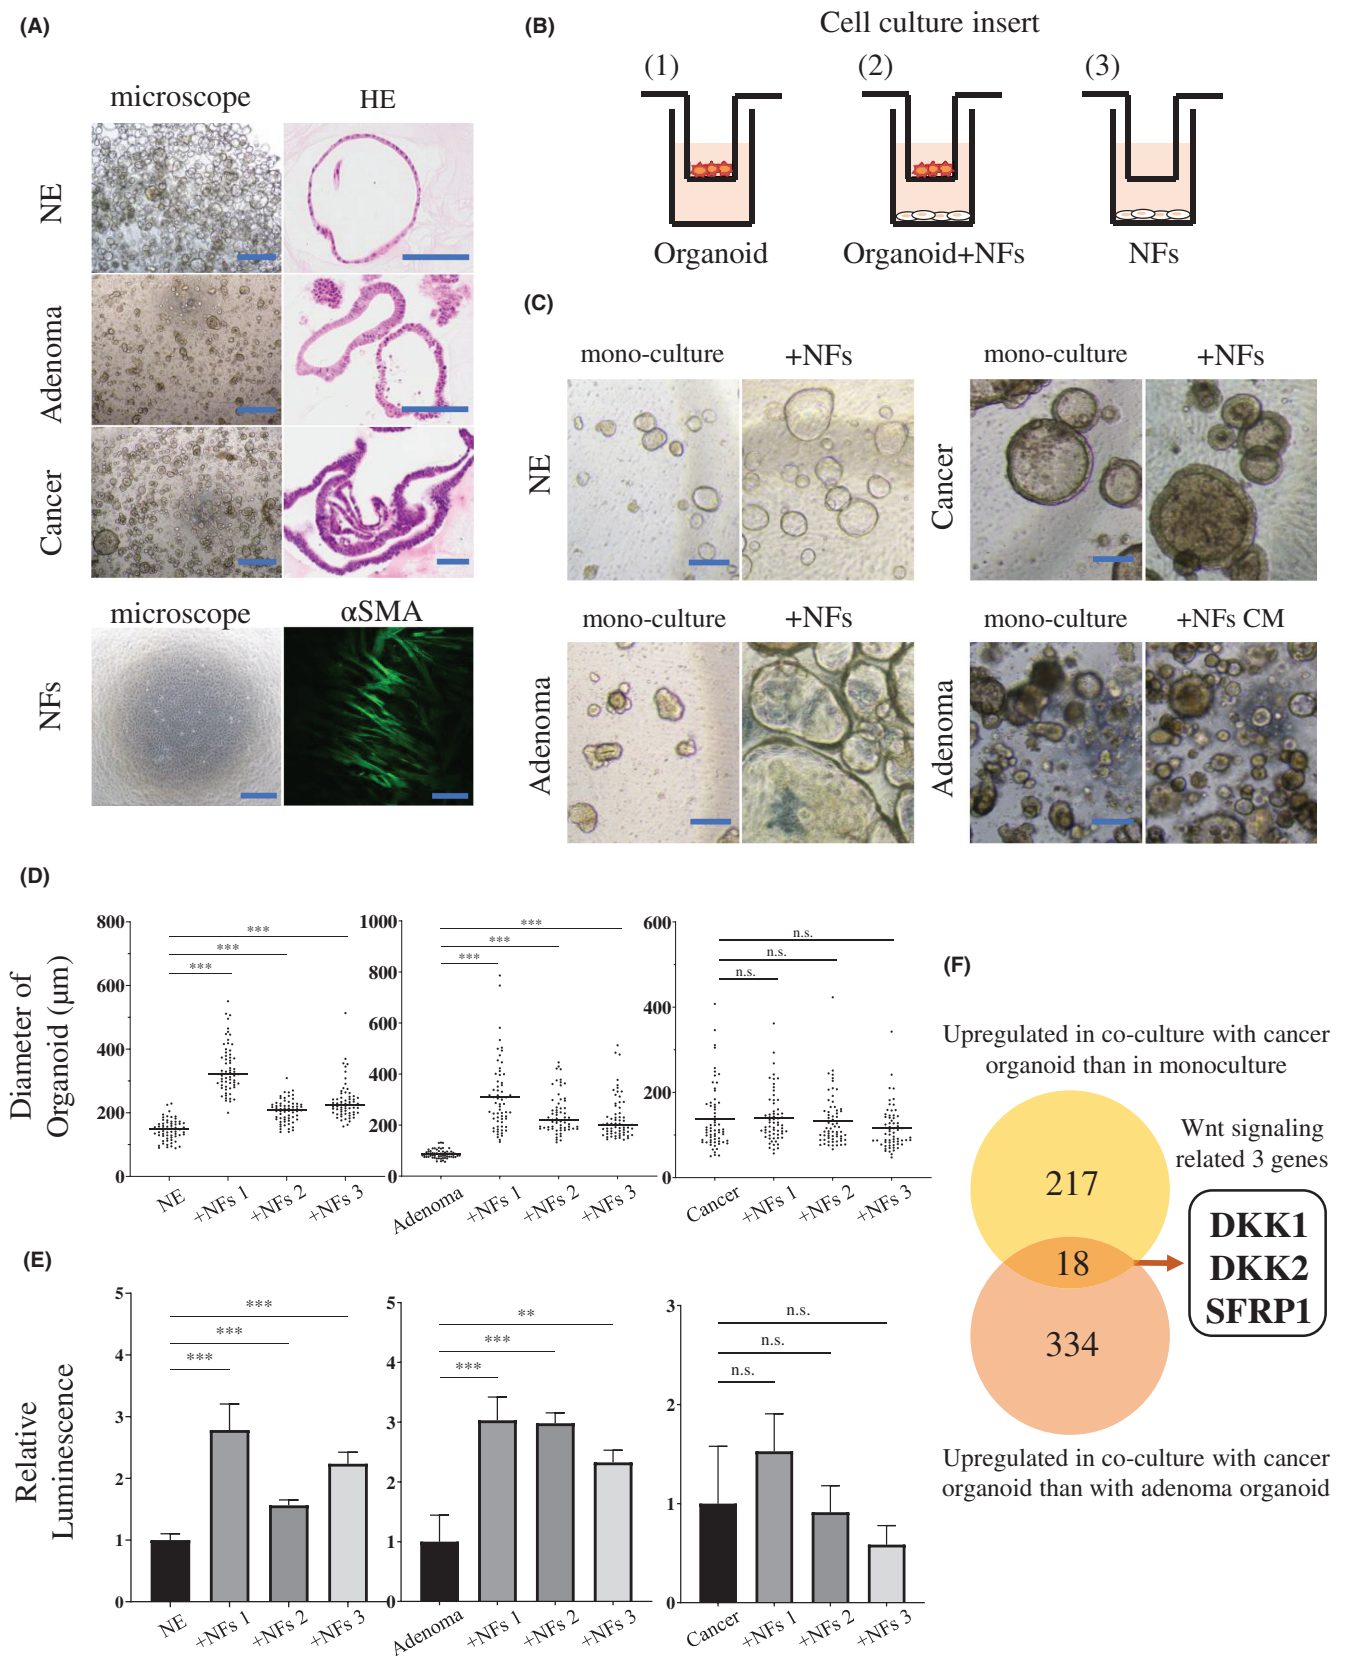 (A)
microscope
HE
NE
Adenoma
Cancer
microscope
αSMA
NFs
(B)
Cell culture insert
(1)
(2)
(3)
Organoid
Organoid+NFs
NFs
(C)
mono-culture
+NFs
NE
mono-culture
+NFs
Cancer
mono-culture
+NFs
Adenoma
mono-culture
+NFs CM
Adenoma
(D)
Diameter of
Organoid (μm)
800
600
400
200
0
***
***
***
NE
+NFs 1
+NFs 2
+NFs 3
1000
800
600
400
200
0
***
***
***
Adenoma
+NFs 1
+NFs 2
+NFs 3
600
400
200
0
n.s.
n.s.
n.s.
Cancer
+NFs 1
+NFs 2
+NFs 3
(E)
Relative
Luminescence
5
4
3
2
1
0
***
***
***
NE
+NFs 1
+NFs 2
+NFs 3
5
4
3
2
1
0
**
***
***
Adenoma
+NFs 1
+NFs 2
+NFs 3
3
2
1
0
n.s.
n.s.
n.s.
Cancer
+NFs 1
+NFs 2
+NFs 3
(F)
Upregulated in co-culture with cancer
organoid than in monoculture
217
18
334
Wnt signaling
related 3 genes
DKK1
DKK2
SFRP1
Upregulated in co-culture with cancer
organoid than with adenoma organoid